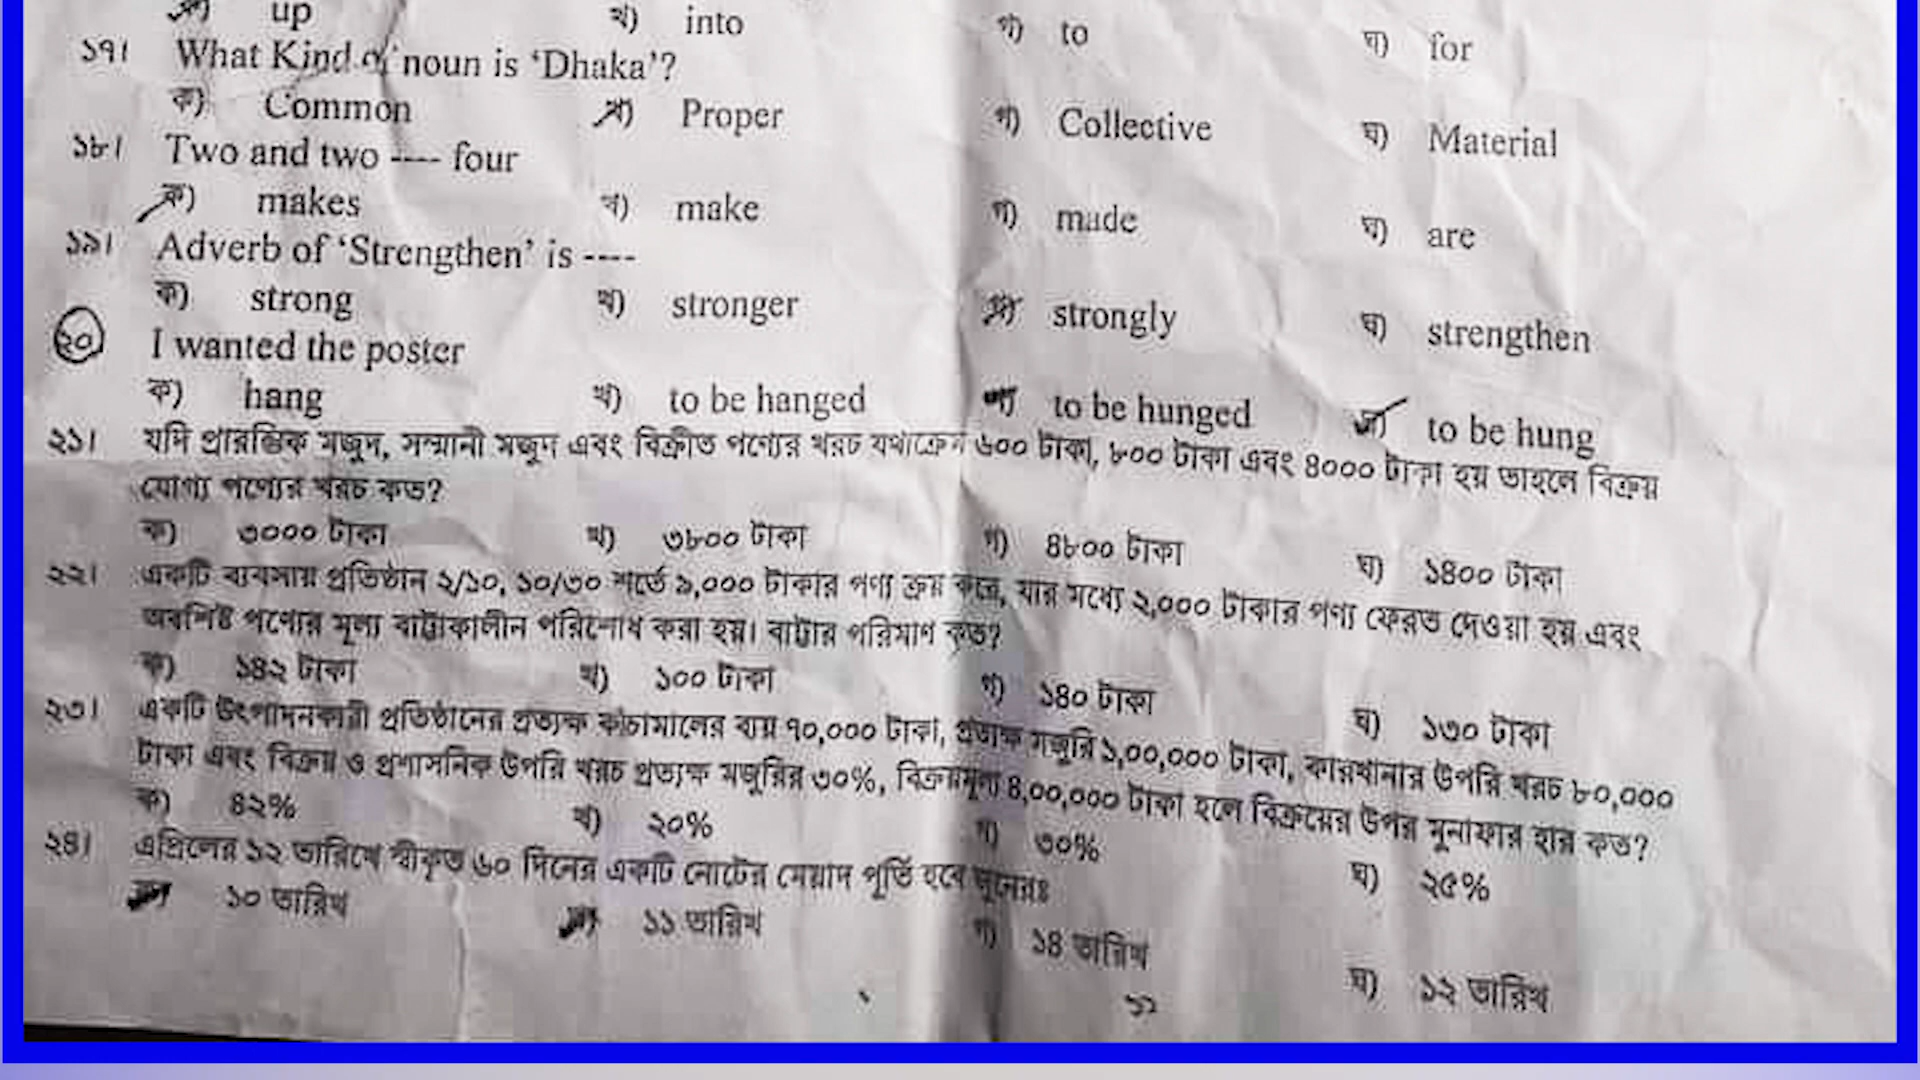 ক) up খ) into গ) to ঘ) for
১৭। What Kind of noun is ‘Dhaka’?
ক) Common খ) Proper গ) Collective ঘ) Material
১৮। Two and two ---- four
ক) makes খ) make গ) made ঘ) are
১৯। Adverb of ‘Strengthen’ is ----
ক) strong খ) stronger গ) strongly ঘ) strengthen
২০ I wanted the poster
ক) hang খ) to be hanged গ) to be hunged ঘ) to be hung
২১। যদি প্রারম্ভিক মজুদ, সম্মানী মজুদ এবং বিক্রীত পণ্যের খরচ যথাক্রেম ৬০০ টাকা, ৮০০ টাকা এবং ৪০০০ টাকা হয় তাহলে বিক্রয়
যোগ্য পণ্যের খরচ কত?
ক) ৩০০০ টাকা খ) ৩৮০০ টাকা গ) ৪৮০০ টাকা ঘ) ১৪০০ টাকা
২২। একটি ব্যবসায় প্রতিষ্ঠান ২/১০, ১০/৩০ শর্তে ৯,০০০ টাকার পণ্য ক্রয় করে, যার মধ্যে ২,০০০ টাকার পণ্য ফেরত দেওয়া হয় এবং
অবশিষ্ট পণ্যের মূল্য বাট্টাকালীন পরিশোধ করা হয়। বাট্টার পরিমাণ কত?
ক) ১৪২ টাকা খ) ১০০ টাকা গ) ১৪০ টাকা ঘ) ১৩০ টাকা
২৩। একটি উৎপাদনকারী প্রতিষ্ঠানের প্রত্যক্ষ কাঁচামালের ব্যয় ৭০,০০০ টাকা, প্রত্যক্ষ মজুরি ১,০০,০০০ টাকা, কারখানার উপরি খরচ ৮০,০০০
টাকা এবং বিক্রয় ও প্রশাসনিক উপরি খরচ প্রত্যক্ষ মজুরির ৩০%, বিক্রয়মূল্য ৪,০০,০০০ টাকা হলে বিক্রয়ের উপর মুনাফার হার কত?
ক) ৪২% খ) ২০% গ) ৩০% ঘ) ২৫%
২৪। এপ্রিলের ১২ তারিখে স্বীকৃত ৬০ দিনের একটি নোটের মেয়াদ পূর্তি হবে জুনেরঃ
ক) ১০ তারিখ খ) ১১ তারিখ গ) ১৪ তারিখ ঘ) ১২ তারিখ